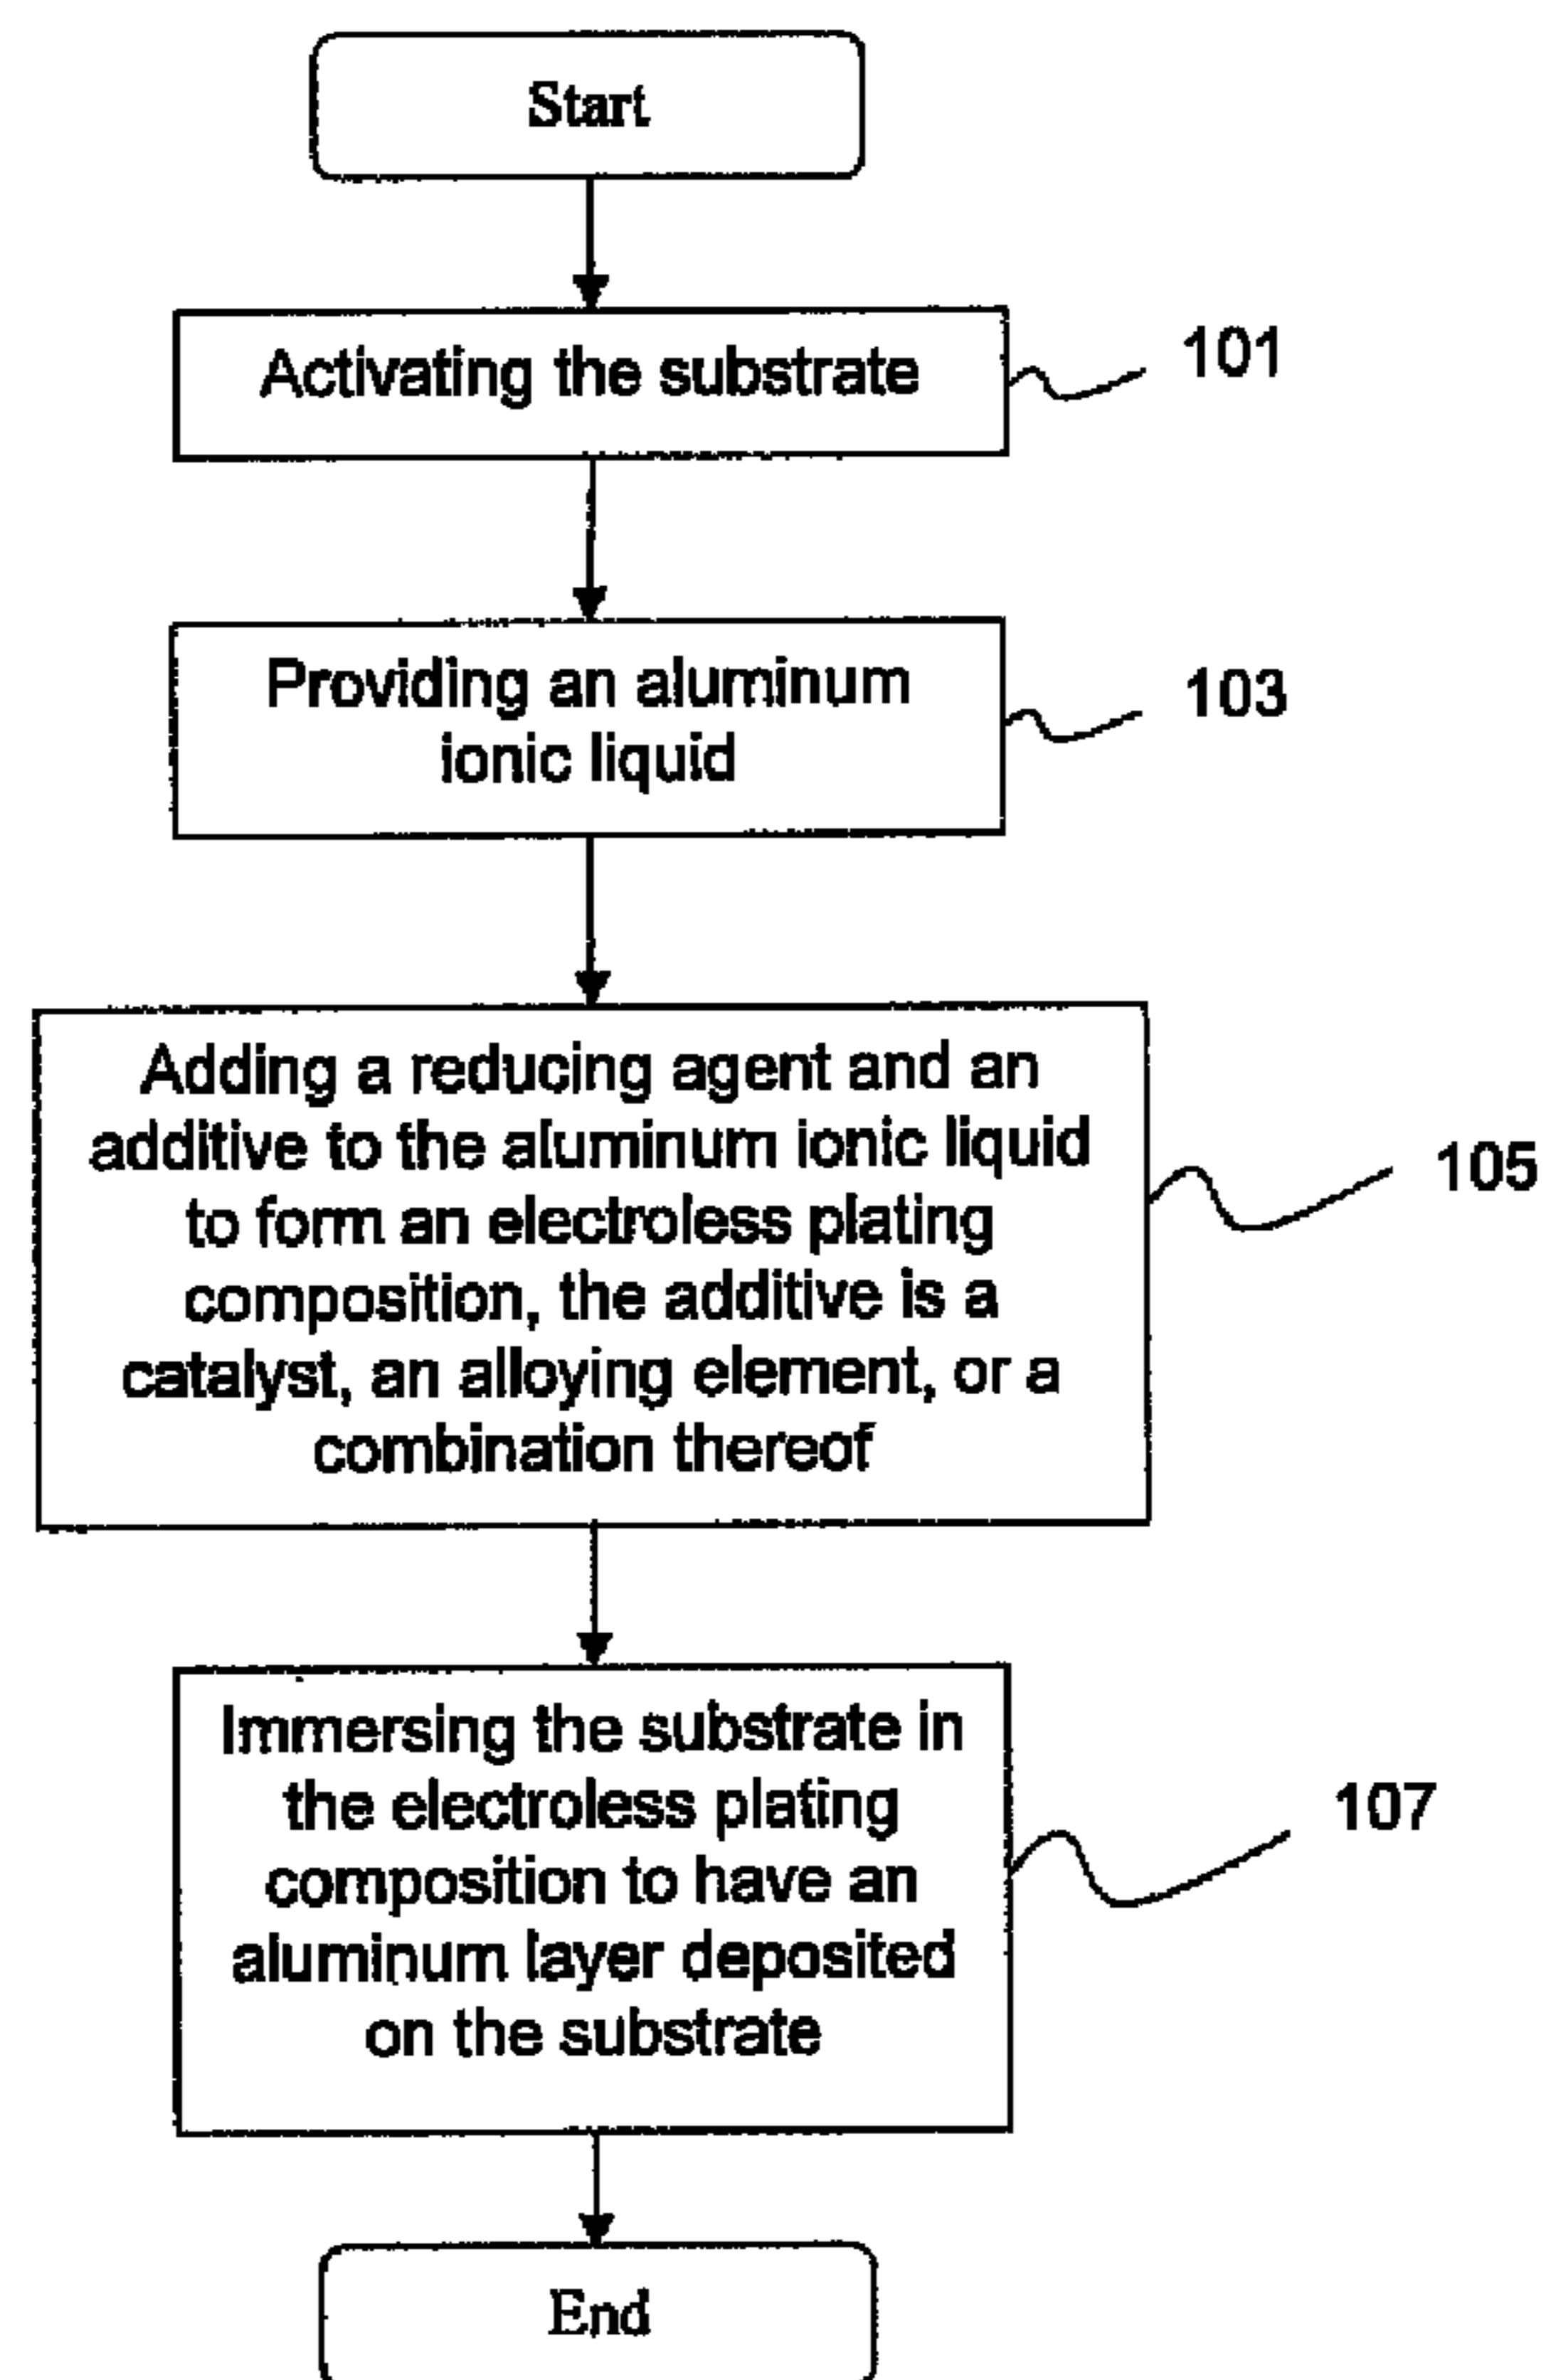 Start
Activating the substrate
101
Providing an aluminum
ionic liquid
103
Adding a reducing agent and an
additive to the aluminum ionic liquid
to form an electroless plating
composition, the additive is a
catalyst, an alloying element, or a
combination thereof
105
Immersing the substrate in
the electroless plating
composition to have an
aluminum layer deposited
on the substrate
107
End